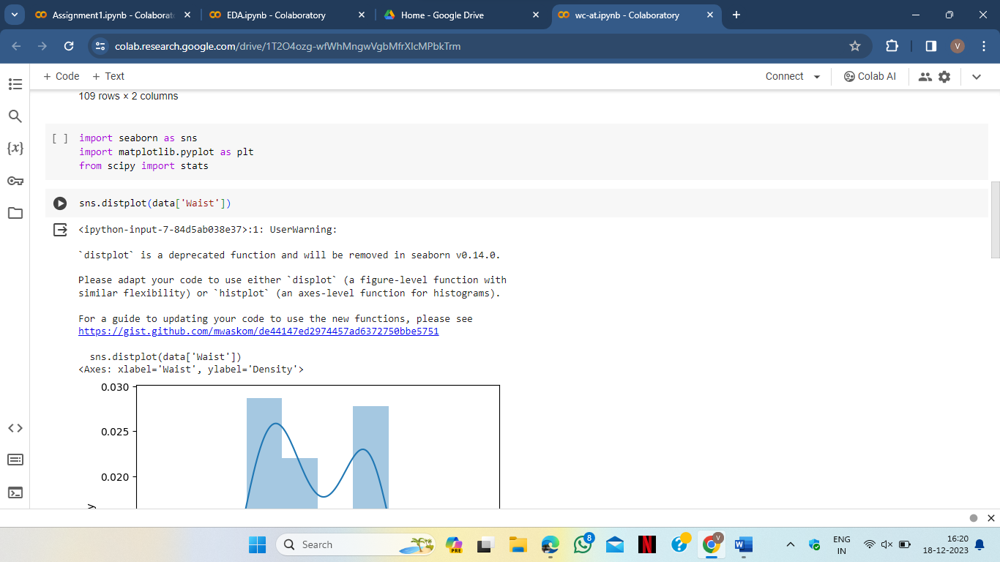 Assignment1.ipynb - Colaborat
EDA.ipynb - Colaboratory
Home - Google Drive
wc-at.ipynb - Colaboratory
colab.research.google.com/drive/1T2O4ozg-wfWhMngwVgbMfrXIcMPbkTrm
V
+ Code + Text
Connect
Colab AI
109 rows × 2 columns
{x}
[ ] import seaborn as sns
import matplotlib.pyplot as plt
from scipy import stats
sns.distplot(data['Waist'])
<ipython-input-7-84d5ab038e37>:1: UserWarning:
`distplot` is a deprecated function and will be removed in seaborn v0.14.0.
Please adapt your code to use either `displot` (a figure-level function with
similar flexibility) or `histplot` (an axes-level function for histograms).
For a guide to updating your code to use the new functions, please see
https://gist.github.com/mwaskom/de44147ed2974457ad6372750bbe5751
sns.distplot(data['Waist'])
<Axes: xlabel='Waist', ylabel='Density'>
0.030
0.025
0.020
y
Search
PRE
8
N
?
V
W
ENG
IN
16:20
18-12-2023